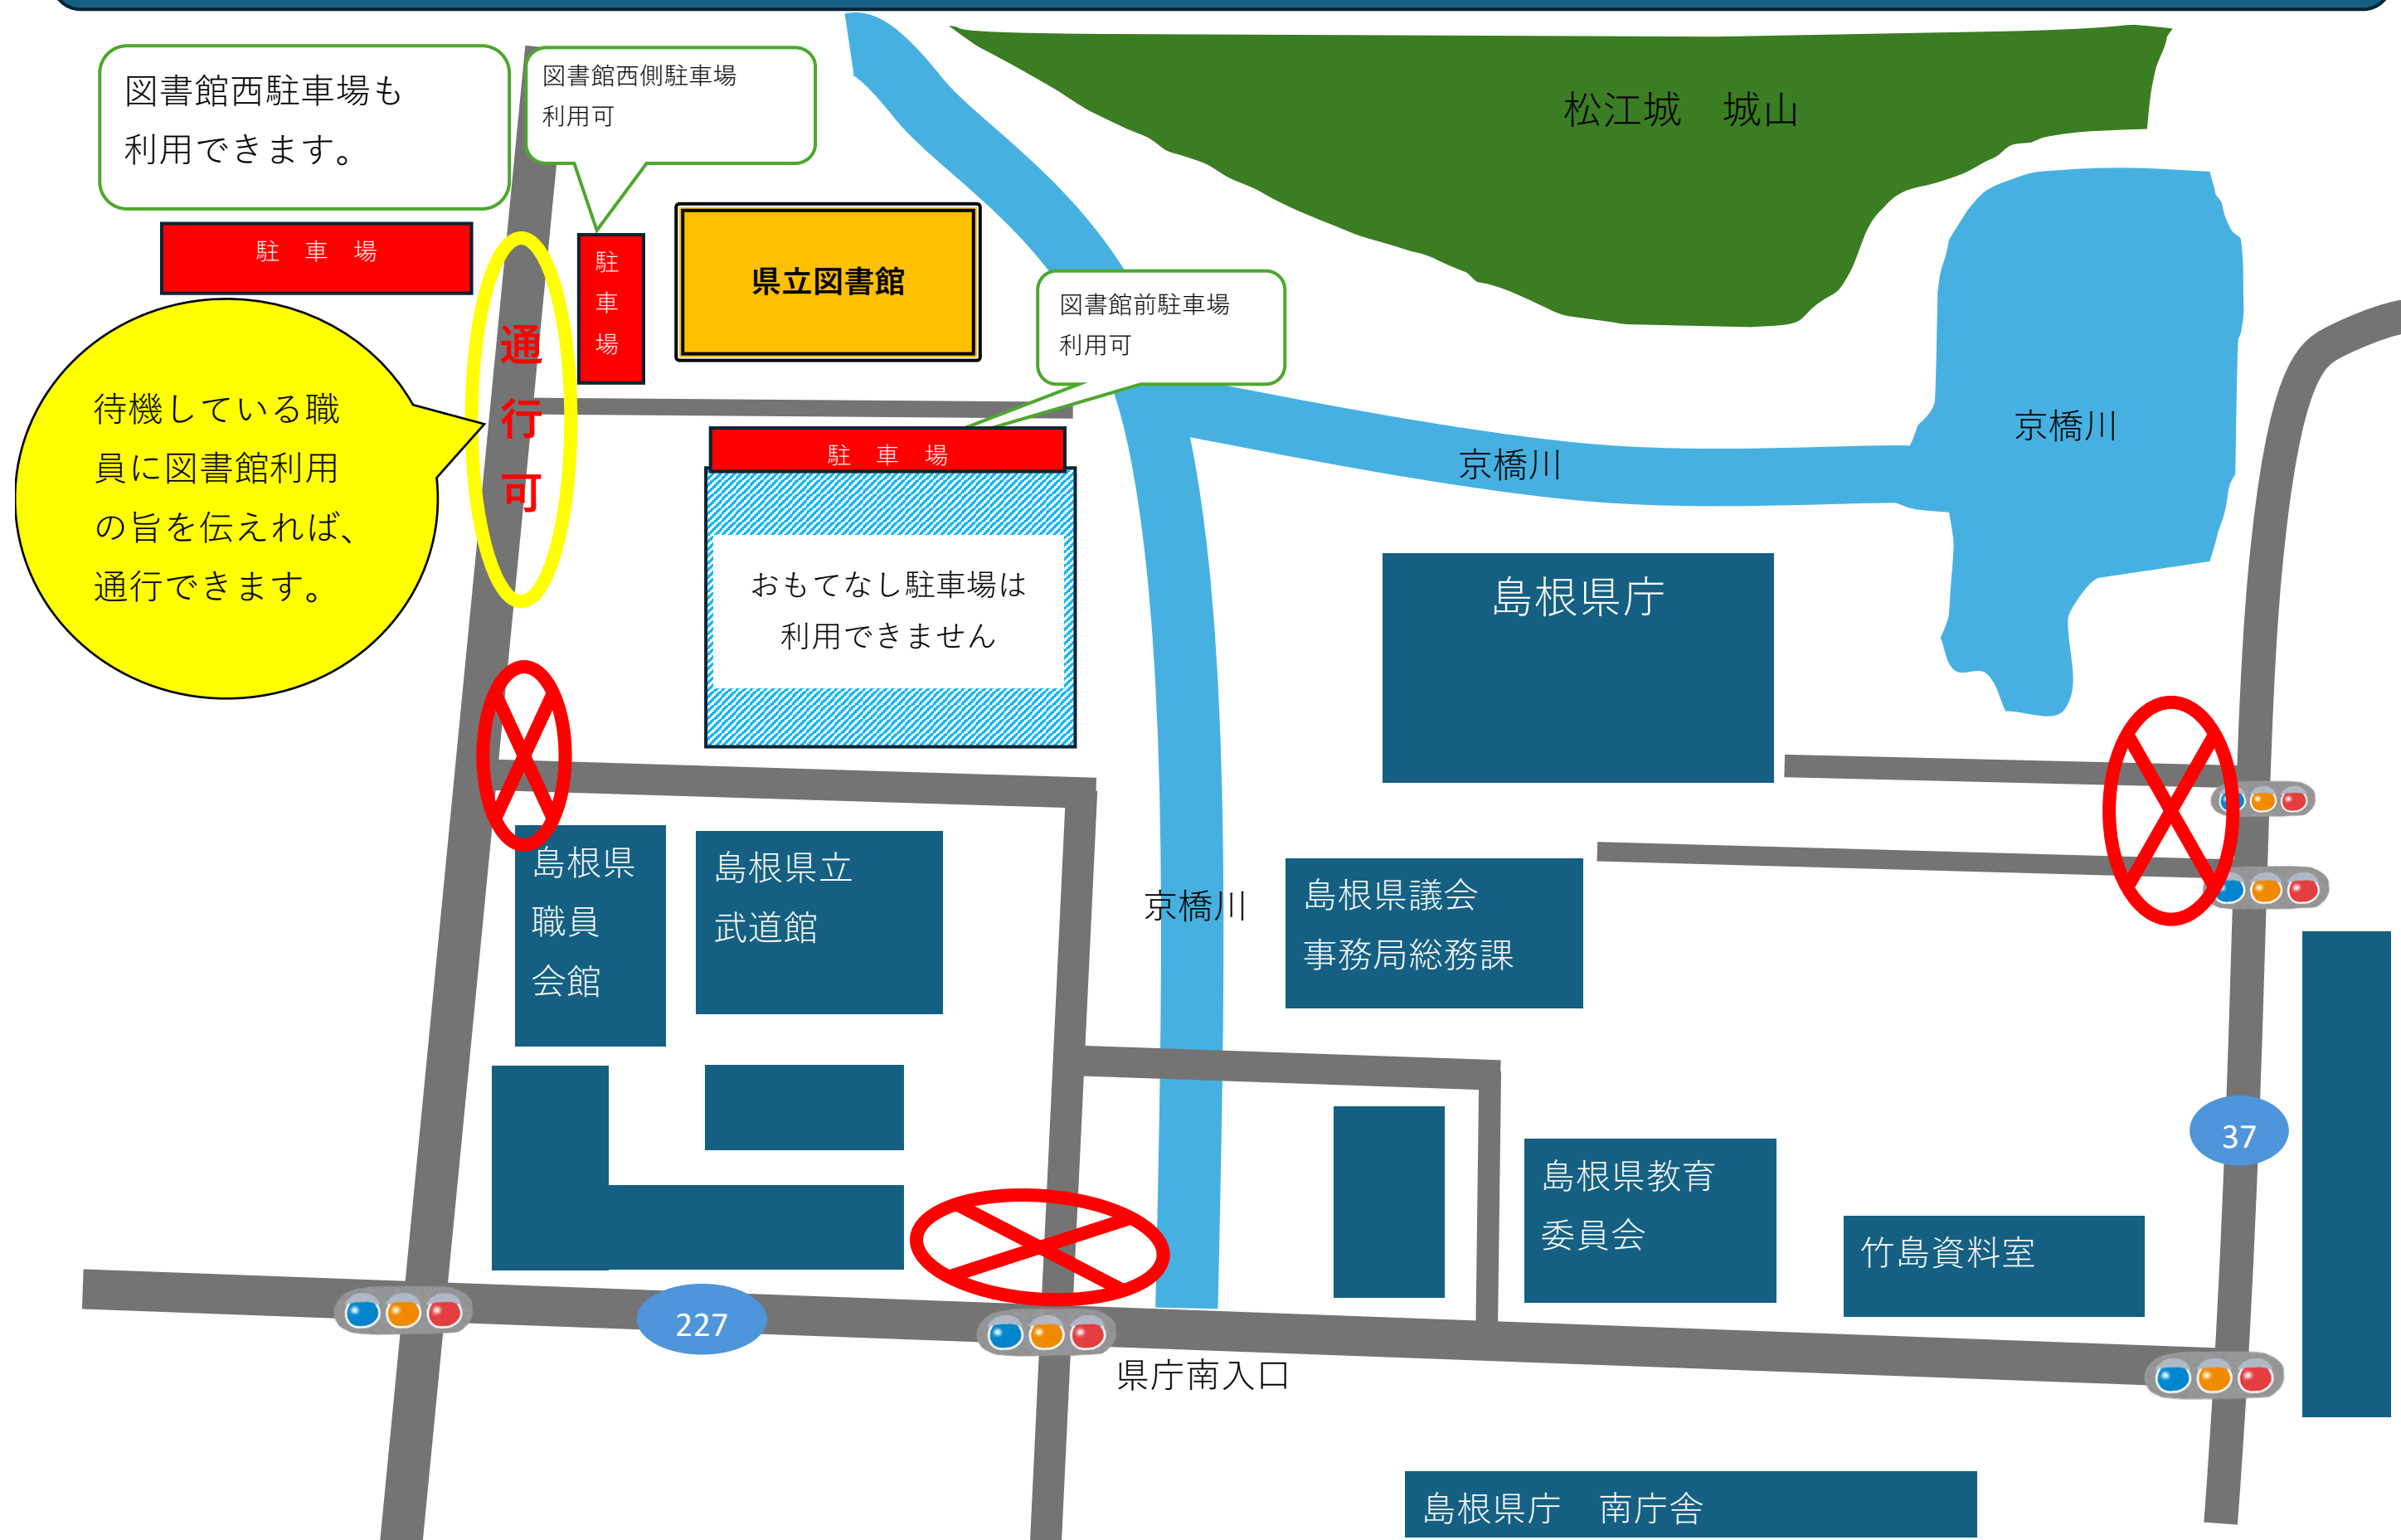 図書館西駐車場も
利用できます。
図書館西側駐車場
利用可
松江城　城山
駐　車　場
駐
車
場
県立図書館
図書館前駐車場
利用可
通
行
可
待機している職
員に図書館利用
の旨を伝えれば、
通行できます。
駐　車　場
京橋川
京橋川
おもてなし駐車場は
利用できません
島根県庁
島根県
職員
会館
島根県立
武道館
京橋川
島根県議会
事務局総務課
37
島根県教育
委員会
竹島資料室
227
県庁南入口
島根県庁　南庁舎